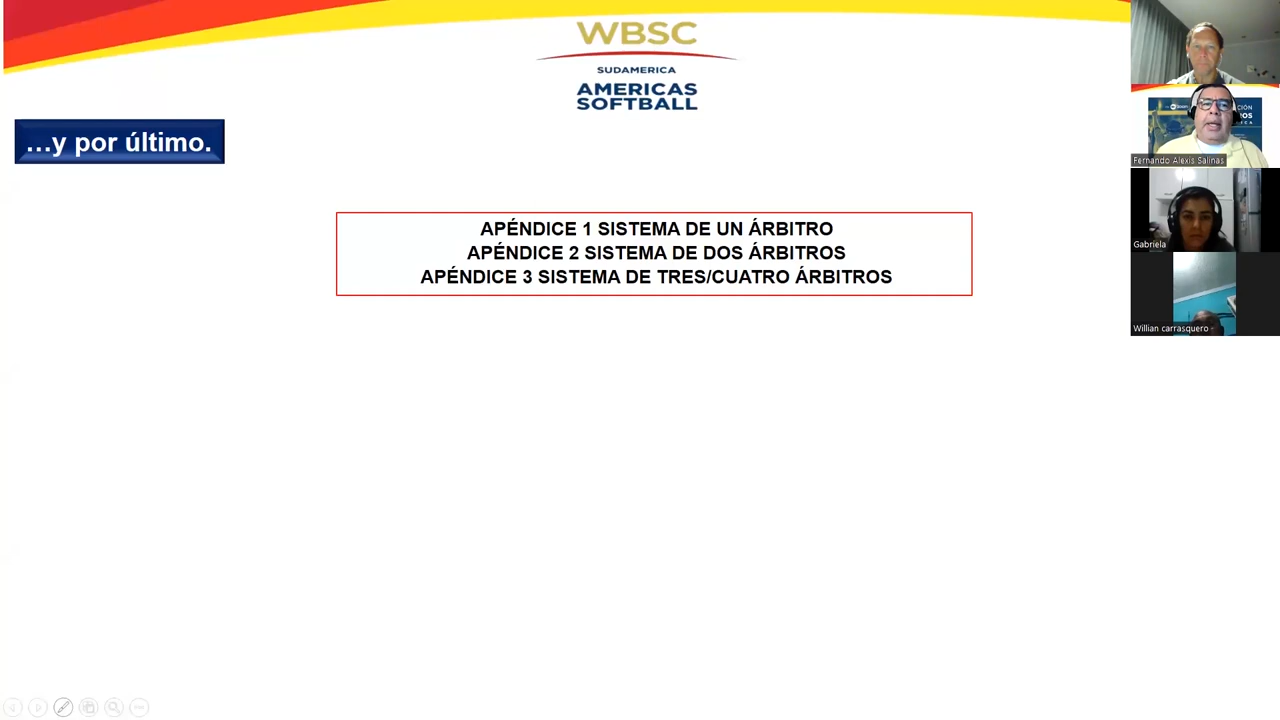 WBSC
SUDAMERICA
AMERICAS
SOFTBALL
...y por último.
APÉNDICE 1 SISTEMA DE UN ÁRBITRO
APÉNDICE 2 SISTEMA DE DOS ÁRBITROS
APÉNDICE 3 SISTEMA DE TRES/CUATRO ÁRBITROS
Fernando Alexis Salinas
Gabriela
Willian carrasquero